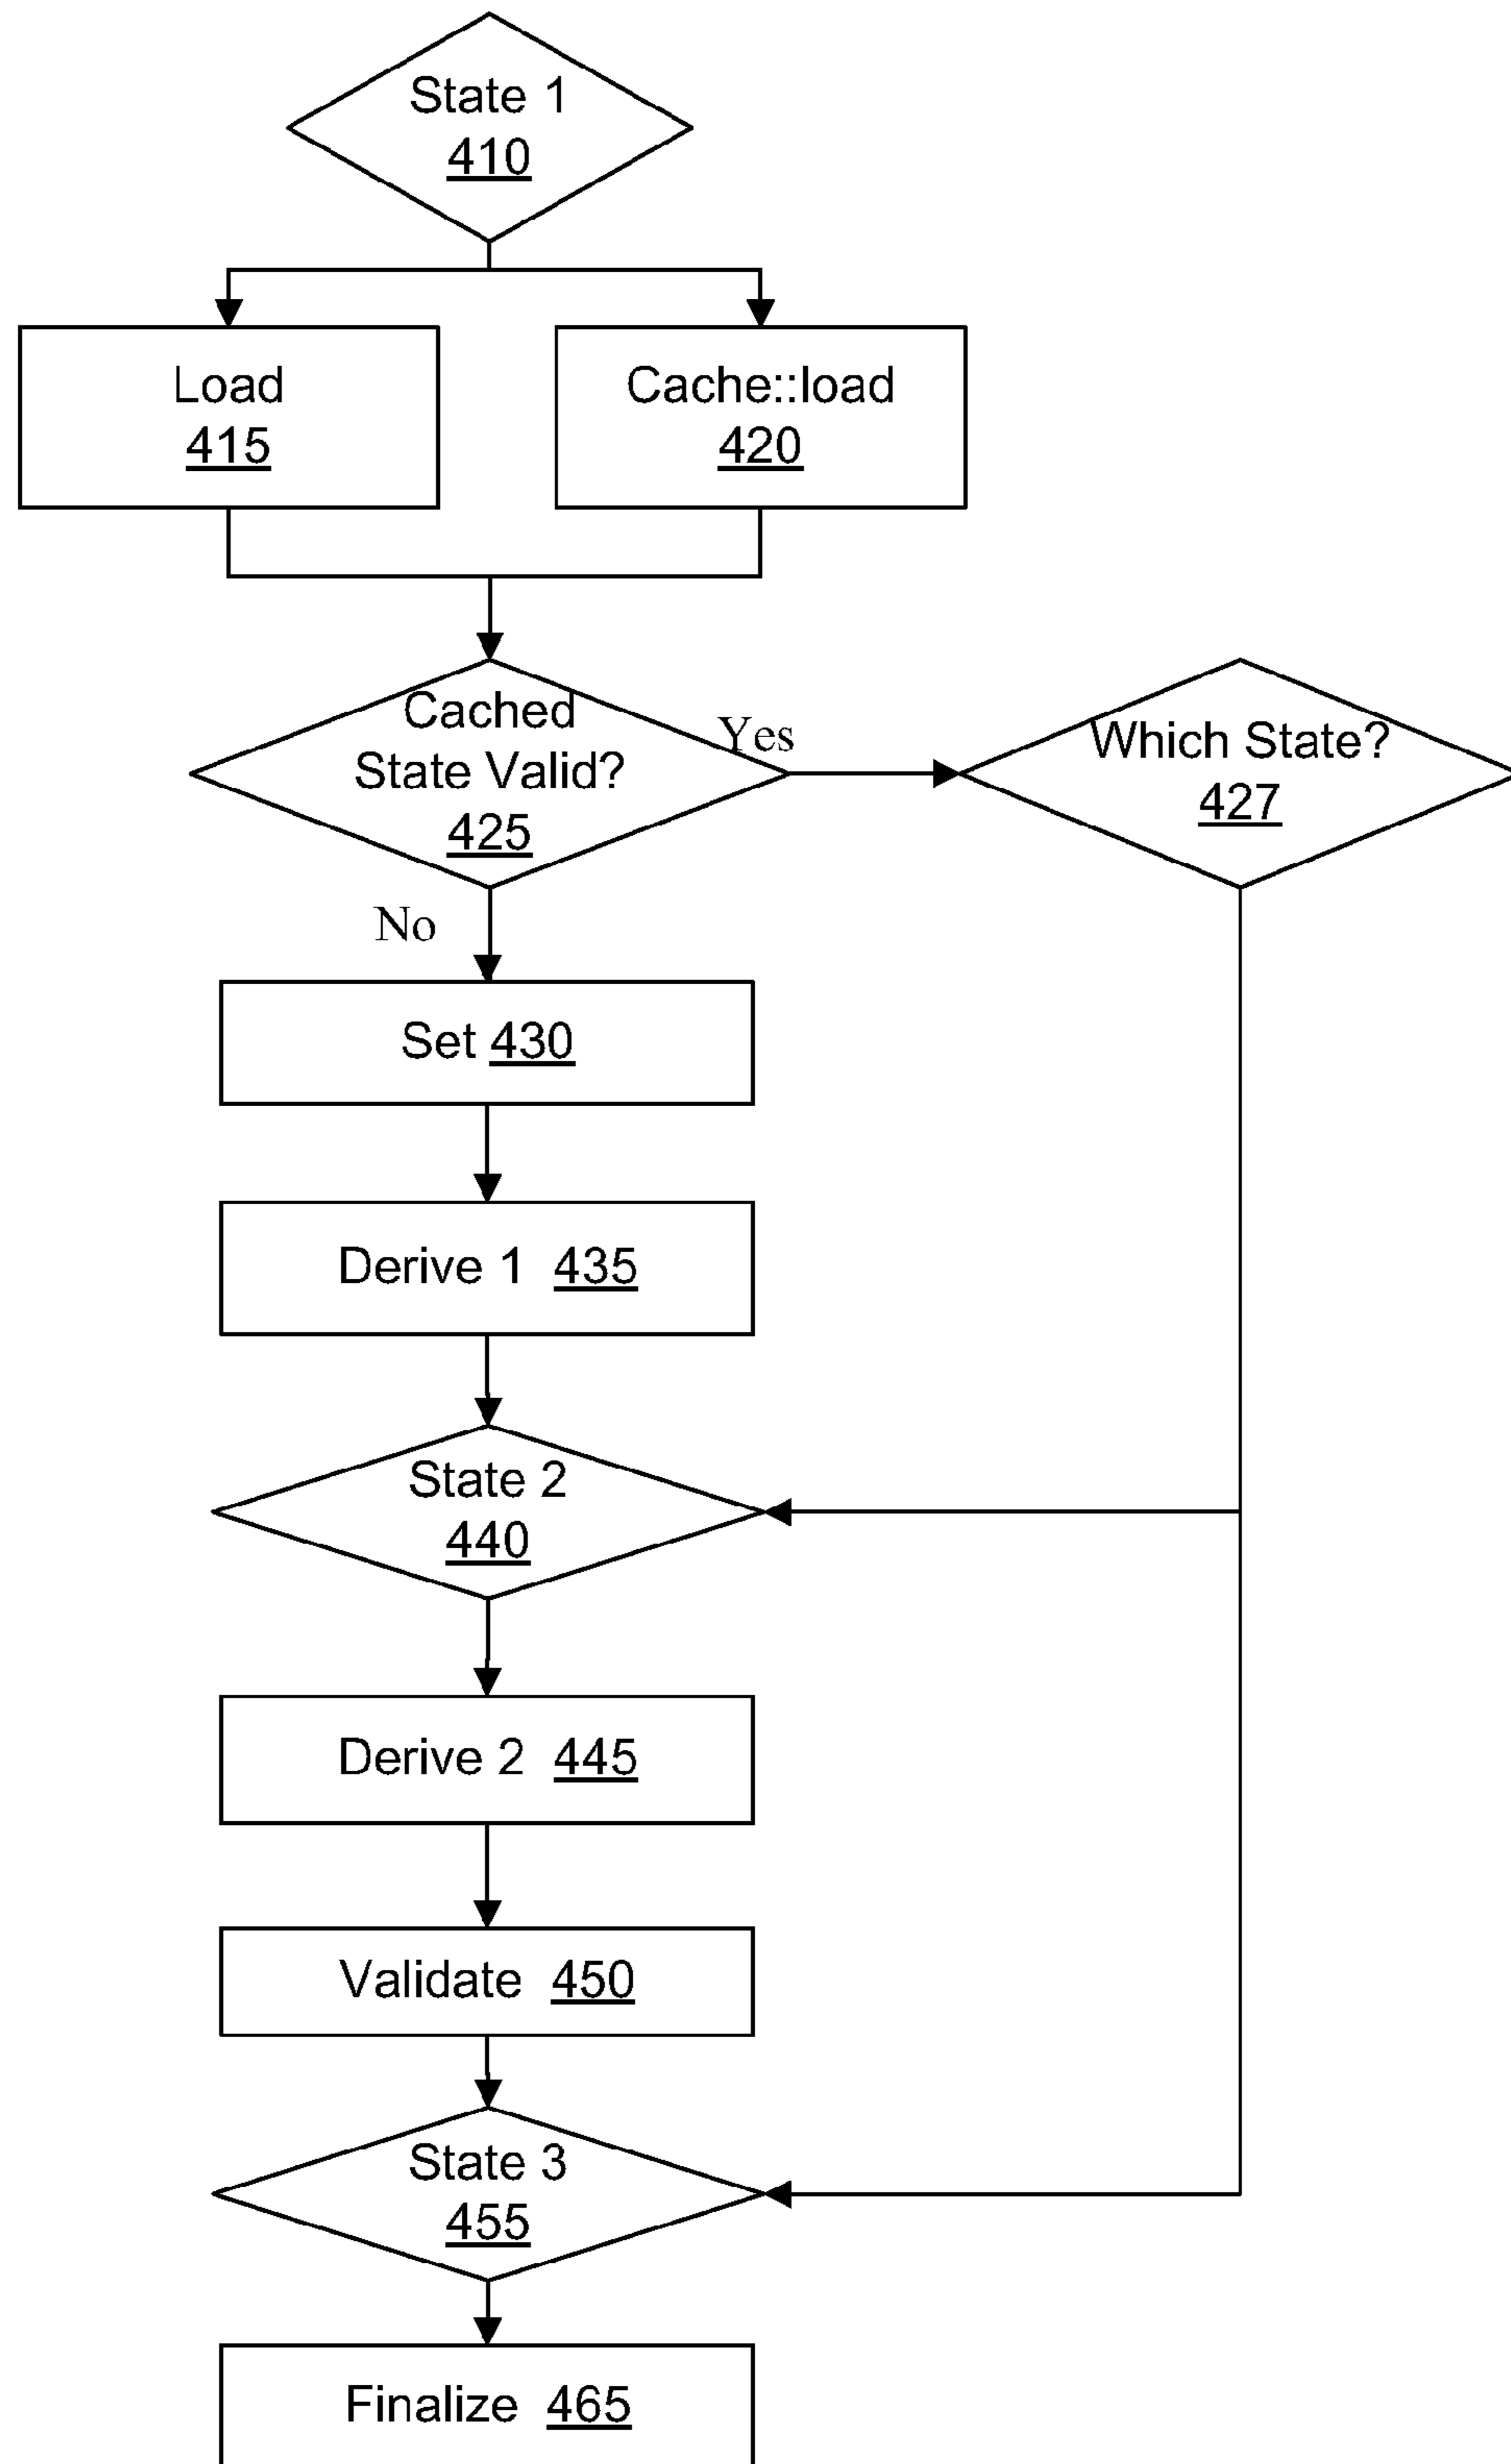 State 1
410
Load
415
Cache::load
420
Cached
State Valid?
425
Yes
Which State?
427
No
Set 430
Derive 1 435
State 2
440
Derive 2 445
Validate 450
State 3
455
Finalize 465